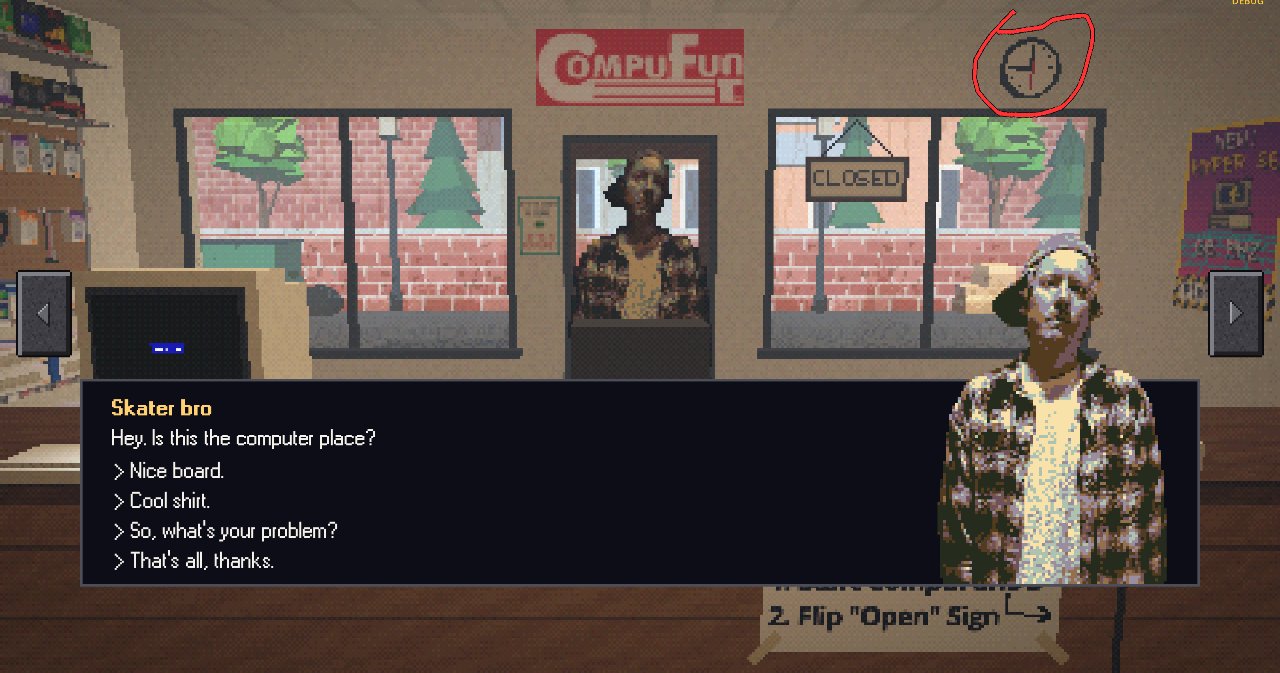 DEBUG
COMPUFUN
CLOSED
NEW!
Skater bro
Hey. Is this the computer place?
> Nice board.
> Cool shirt.
> So, what's your problem?
> That's all, thanks.
2. Flip "Open" Sign